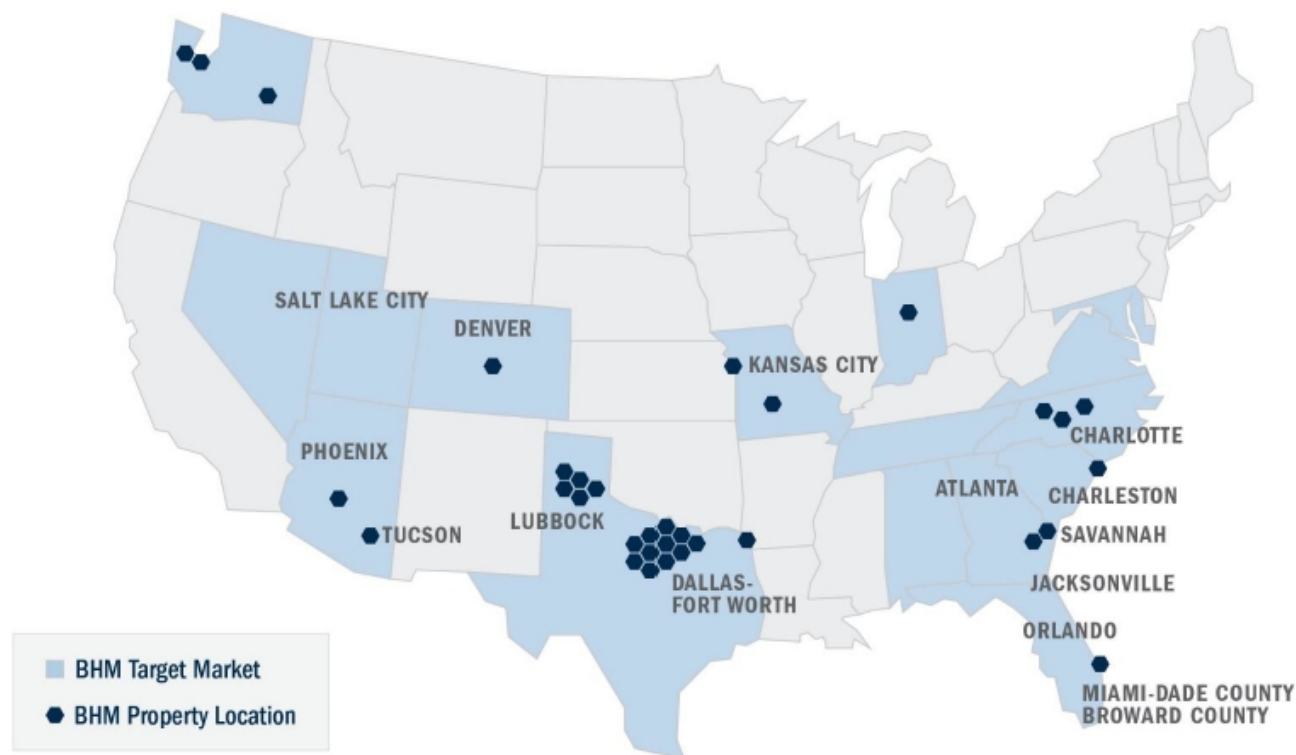 SALT LAKE CITY
DENVER
KANSAS CITY
PHOENIX
TUCSON
LUBBOCK
DALLAS-
FORT WORTH
CHARLOTTE
ATLANTA
CHARLESTON
SAVANNAH
JACKSONVILLE
ORLANDO
MIAMI-DADE COUNTY
BROWARD COUNTY
BHM Target Market
BHM Property Location